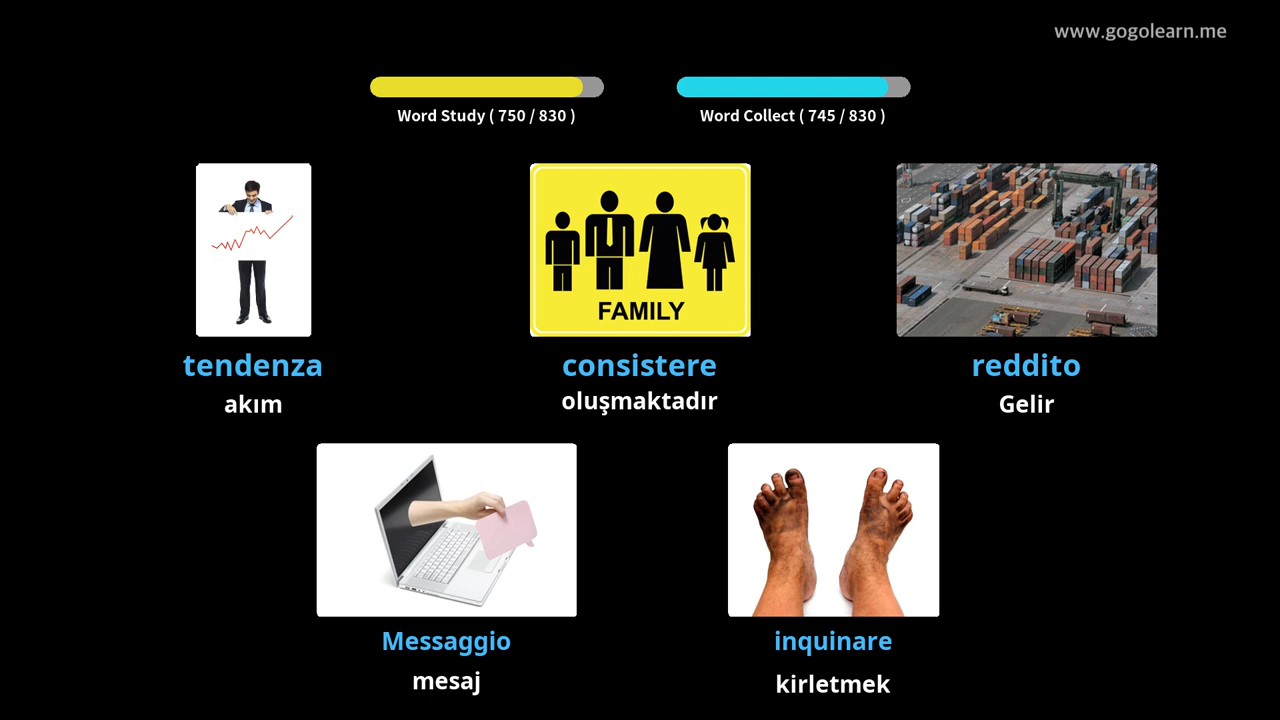 www.gogolearn.me
Word Study ( 750 / 830 )
Word Collect ( 745 / 830 )
FAMILY
tendenza
akım
consistere
oluşmaktadır
reddito
Gelir
Messaggio
mesaj
inquinare
kirletmek